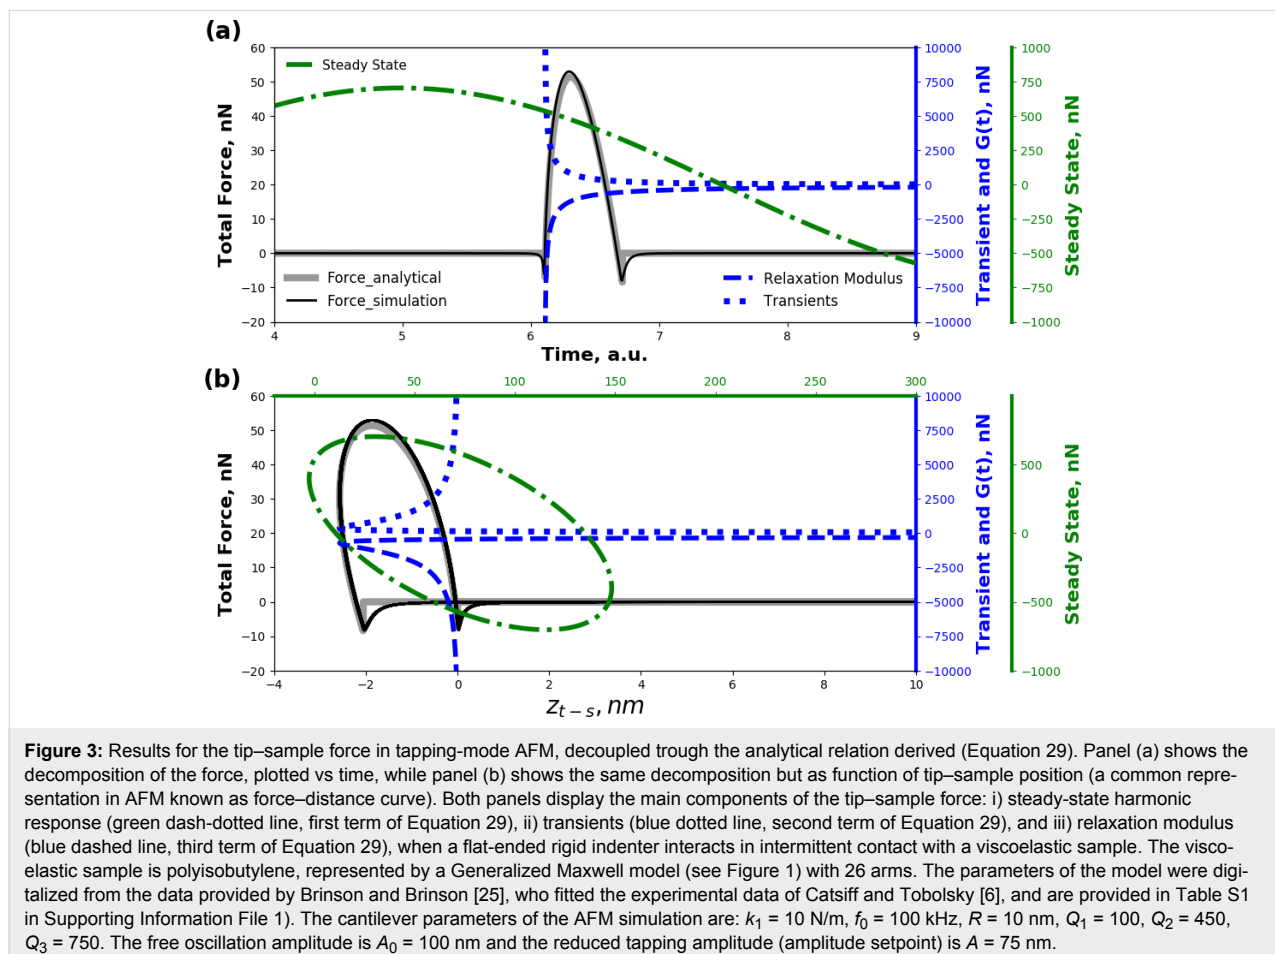 (a)
60
50
40
30
20
10
0
−10
−20
Total Force, nN
Steady State
Force_analytical
Force_simulation
Relaxation Modulus
Transients
10000
7500
5000
2500
0
−2500
−5000
−7500
−10000
Transient and G(t), nN
1000
750
500
250
0
−250
−500
−750
−1000
Steady State, nN
4 5 6 7 8 9
Time, a.u.
(b)
0 50 100 150 200 250 300
60
50
40
30
20
10
0
−10
−20
Total Force, nN
10000
7500
5000
2500
0
−2500
−5000
−7500
−10000
Transient and G(t), nN
500
0
−500
−1000
Steady State, nN
−4 −2 0 2 4 6 8 10
z_{t−s}, nm
Figure 3: Results for the tip–sample force in tapping-mode AFM, decoupled trough the analytical relation derived (Equation 29). Panel (a) shows the
decomposition of the force, plotted vs time, while panel (b) shows the same decomposition but as function of tip–sample position (a common repre-
sentation in AFM known as force–distance curve). Both panels display the main components of the tip–sample force: i) steady-state harmonic
response (green dash-dotted line, first term of Equation 29), ii) transients (blue dotted line, second term of Equation 29), and iii) relaxation modulus
(blue dashed line, third term of Equation 29), when a flat-ended rigid indenter interacts in intermittent contact with a viscoelastic sample. The visco-
elastic sample is polyisobutylene, represented by a Generalized Maxwell model (see Figure 1) with 26 arms. The parameters of the model were digi-
talized from the data provided by Brinson and Brinson [25], who fitted the experimental data of Catsiff and Tobolsky [6], and are provided in Table S1
in Supporting Information File 1). The cantilever parameters of the AFM simulation are: k₁ = 10 N/m, f₀ = 100 kHz, R = 10 nm, Q₁ = 100, Q₂ = 450,
Q₃ = 750. The free oscillation amplitude is A₀ = 100 nm and the reduced tapping amplitude (amplitude setpoint) is A = 75 nm.